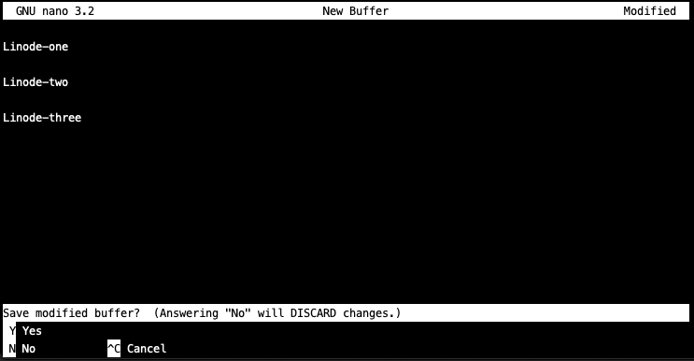 GNU nano 3.2 New Buffer Modified
Linode-one
Linode-two
Linode-three
Save modified buffer?  (Answering "No" will DISCARD changes.)
Y Yes
N No ^C Cancel